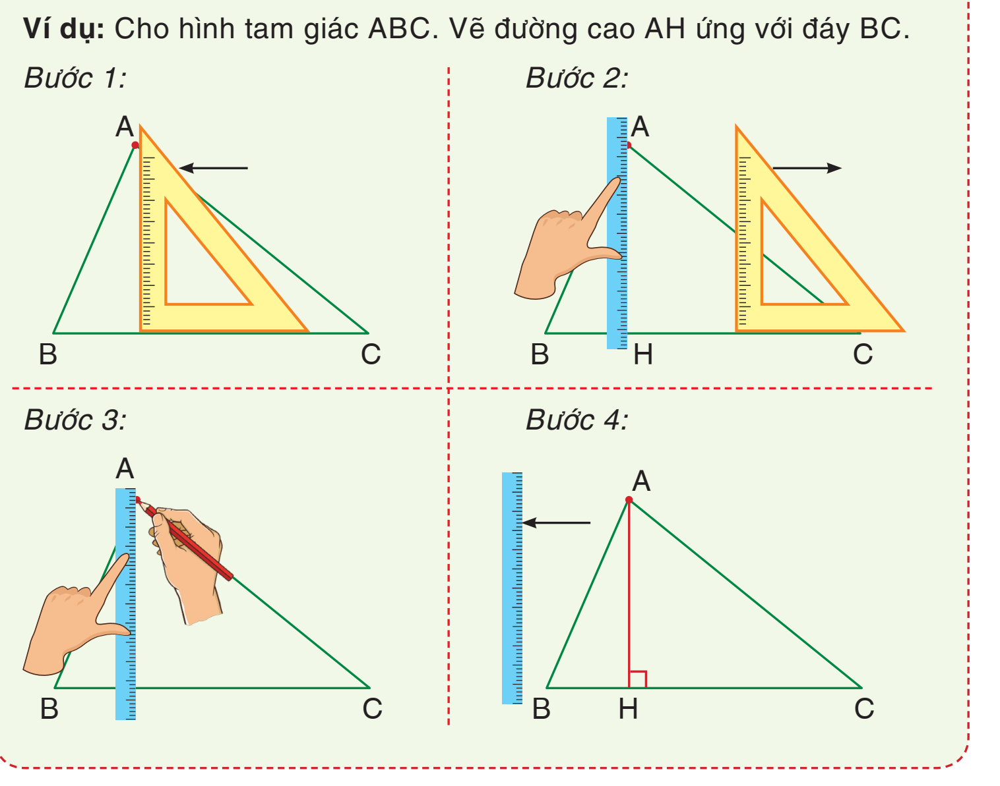 Ví dụ: Cho hình tam giác ABC. Vẽ đường cao AH ứng với đáy BC.
Bước 1:
A
B
C
Bước 2:
A
B
H
C
Bước 3:
A
B
C
Bước 4:
A
B
H
C